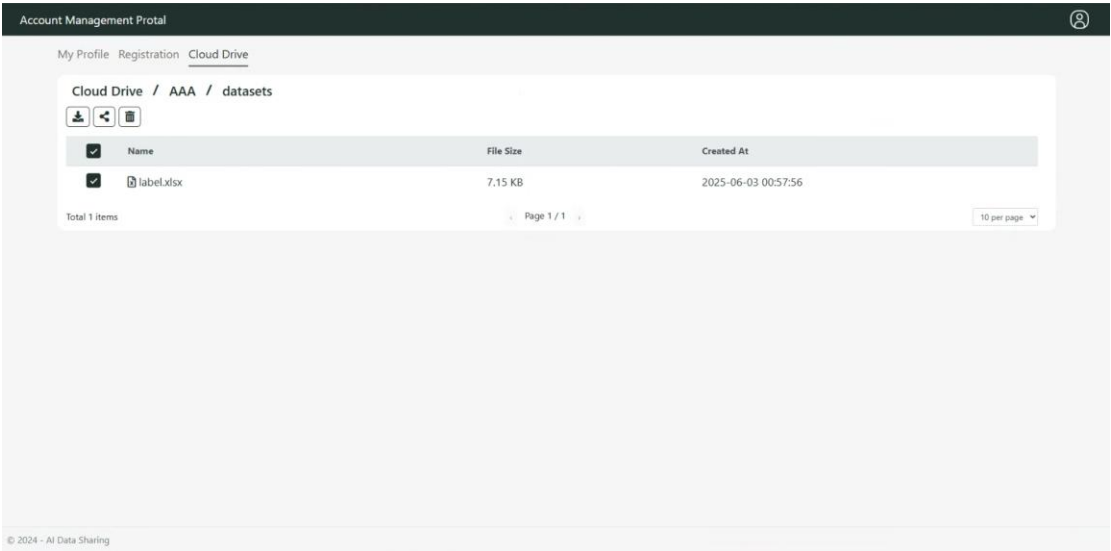 Account Management Protal
My Profile Registration Cloud Drive
Cloud Drive / AAA / datasets
Name File Size Created At
label.xlsx 7.15 KB 2025-06-03 00:57:56
Total 1 items Page 1 / 1 10 per page
© 2024 - AI Data Sharing